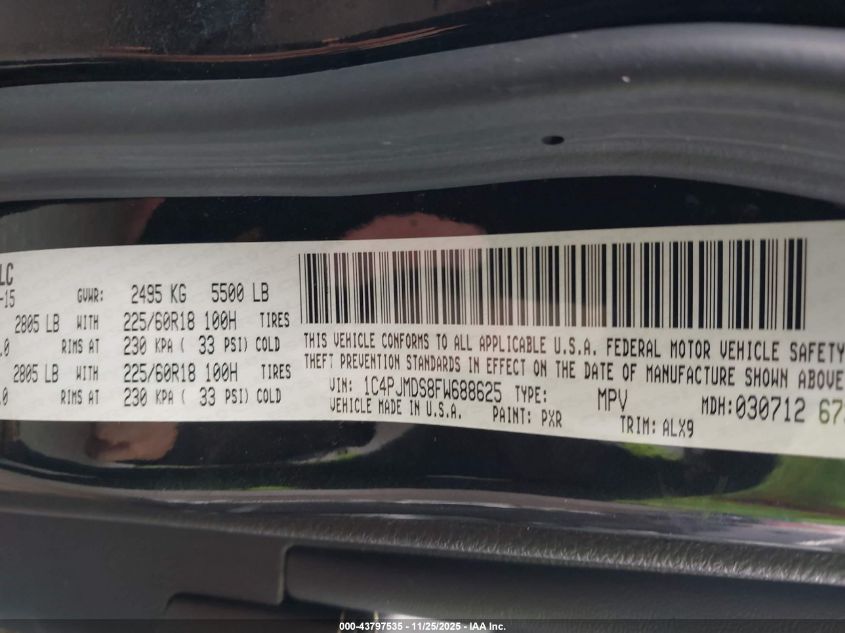 LC
-15 GVWR: 2495 KG 5500 LB
2805 LB WITH 225/60R18 100H TIRES
.0 RIMS AT 230 KPA ( 33 PSI) COLD
2805 LB WITH 225/60R18 100H TIRES
.0 RIMS AT 230 KPA ( 33 PSI) COLD
THIS VEHICLE CONFORMS TO ALL APPLICABLE U.S.A. FEDERAL MOTOR VEHICLE SAFETY
THEFT PREVENTION STANDARDS IN EFFECT ON THE DATE OF MANUFACTURE SHOWN ABOVE
VIN: 1C4PJMDS8FW688625 TYPE: MPV MDH:030712 67
VEHICLE MADE IN U.S.A. PAINT: PXR TRIM: ALX9
000-43797535 - 11/25/2025 - IAA Inc.